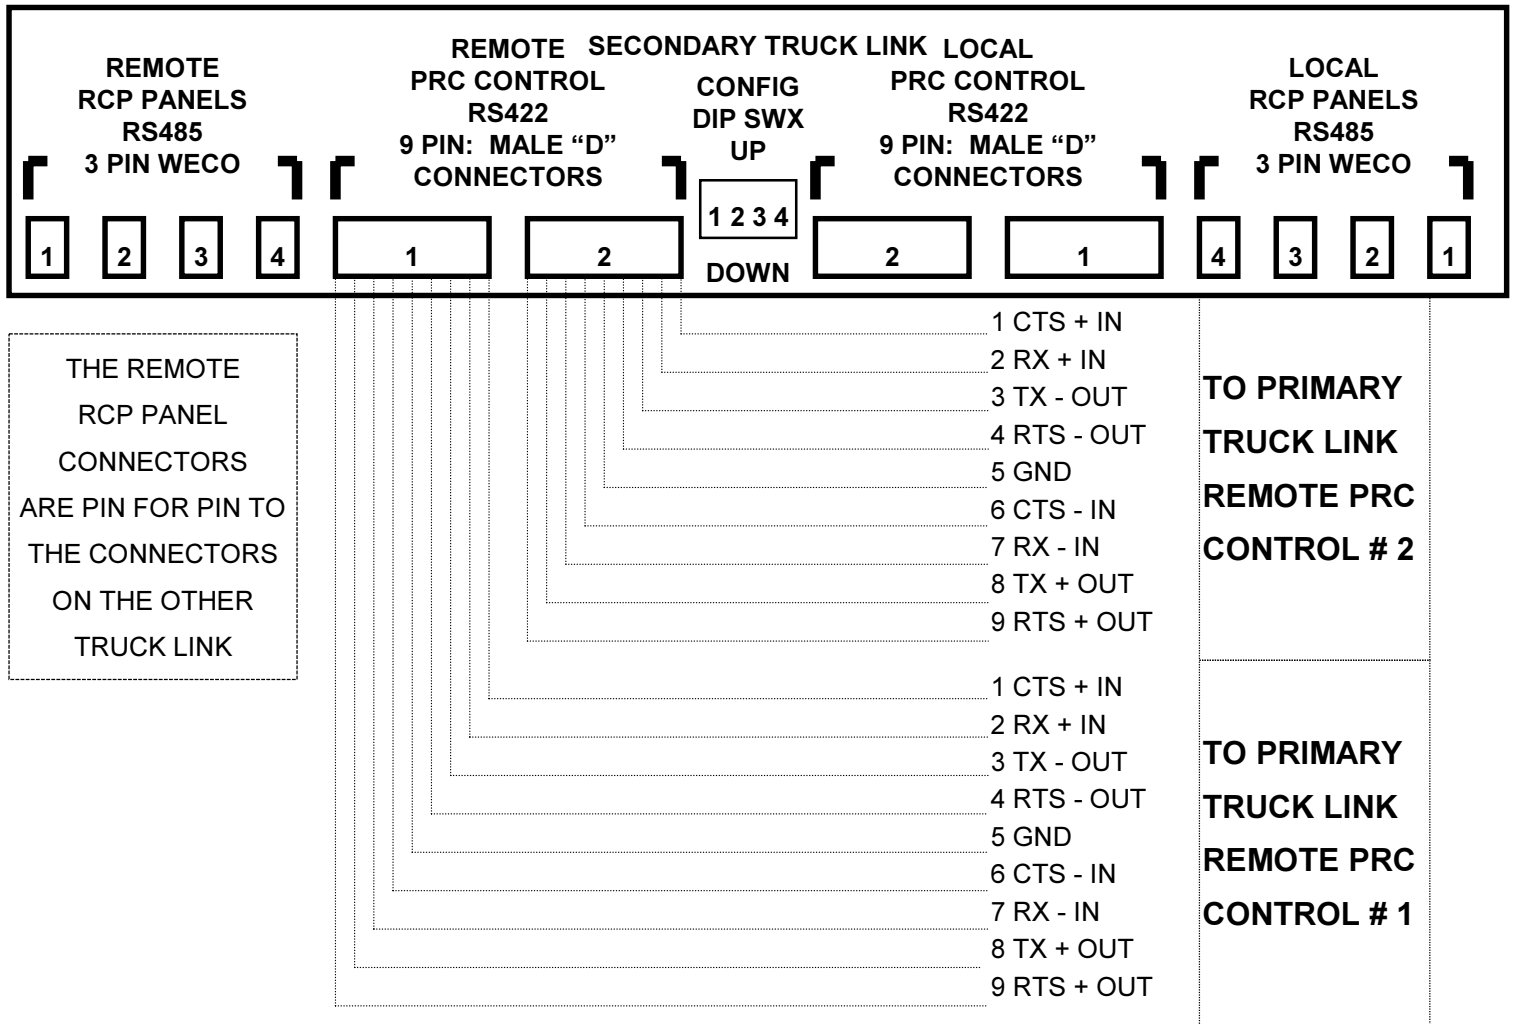 SECONDARY TRUCK LINK
REMOTE
RCP PANELS
RS485
3 PIN WECO
REMOTE
PRC CONTROL
RS422
9 PIN:  MALE “D”
CONNECTORS
CONFIG
DIP SWX
UP
1 2 3 4
DOWN
LOCAL
PRC CONTROL
RS422
9 PIN:  MALE “D”
CONNECTORS
LOCAL
RCP PANELS
RS485
3 PIN WECO
1 2 3 4 1 2 2 1 4 3 2 1
THE REMOTE
RCP PANEL
CONNECTORS
ARE PIN FOR PIN TO
THE CONNECTORS
ON THE OTHER
TRUCK LINK
1 CTS + IN
2 RX + IN
3 TX - OUT
4 RTS - OUT
5 GND
6 CTS - IN
7 RX - IN
8 TX + OUT
9 RTS + OUT
TO PRIMARY
TRUCK LINK
REMOTE PRC
CONTROL # 2
1 CTS + IN
2 RX + IN
3 TX - OUT
4 RTS - OUT
5 GND
6 CTS - IN
7 RX - IN
8 TX + OUT
9 RTS + OUT
TO PRIMARY
TRUCK LINK
REMOTE PRC
CONTROL # 1